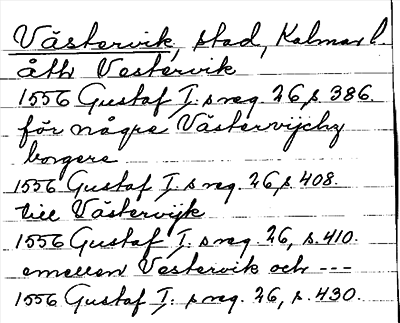 Västervik, stad, Kalmar l.
åth Vestervik
1556 Gustaf I:s reg. 26, s. 386.
för någre Västervijchz
borgere
1556 Gustaf I:s reg. 26, s. 408.
till Västervijk
1556 Gustaf I:s reg. 26, s. 410.
emellen Vestervik och ---
1556 Gustaf I:s reg. 26, s. 430.